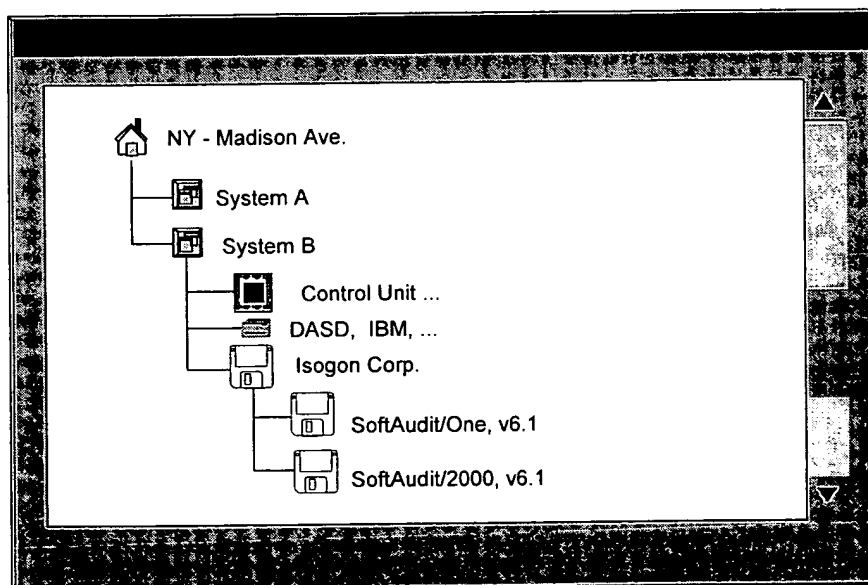 NY - Madison Ave.
System A
System B
Control Unit ...
DASD, IBM, ...
Isogon Corp.
SoftAudit/One, v6.1
SoftAudit/2000, v6.1